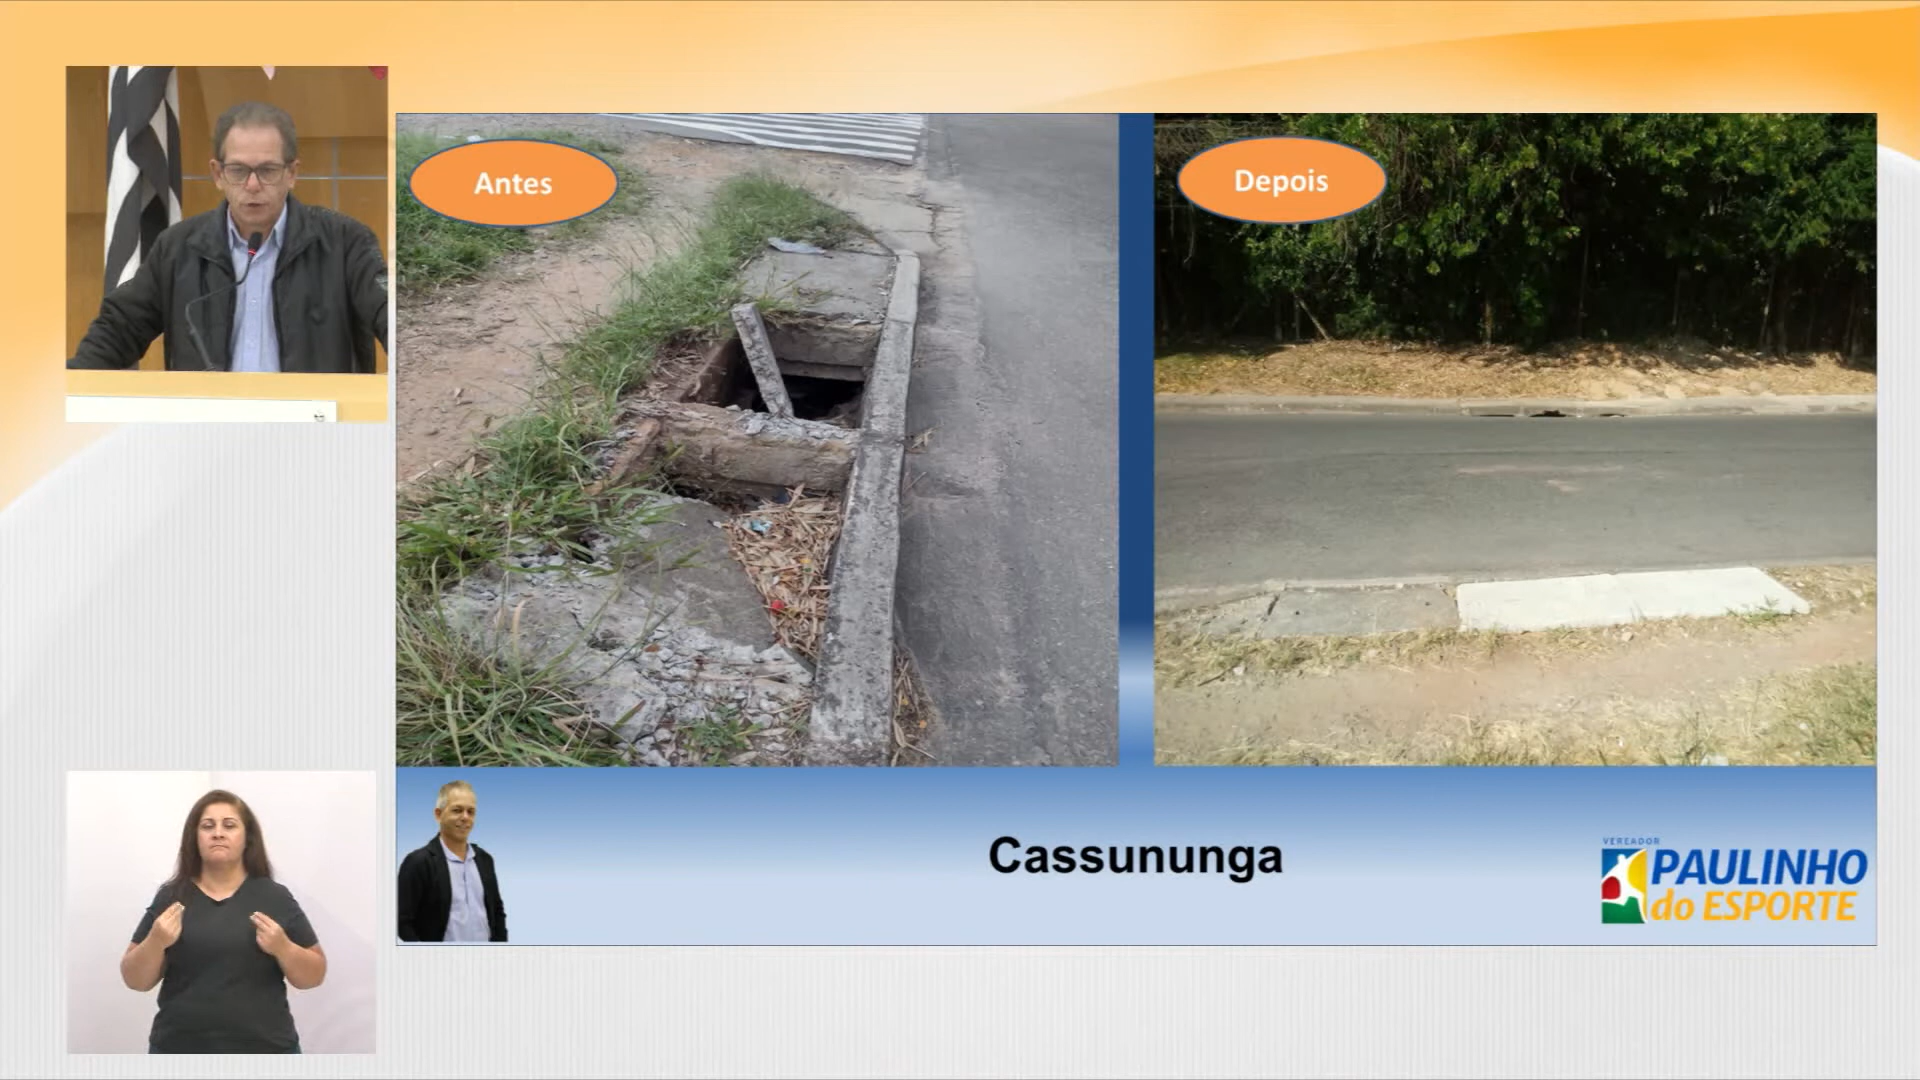 Antes
Depois
Cassununga
VEREADOR
PAULINHO
do ESPORTE